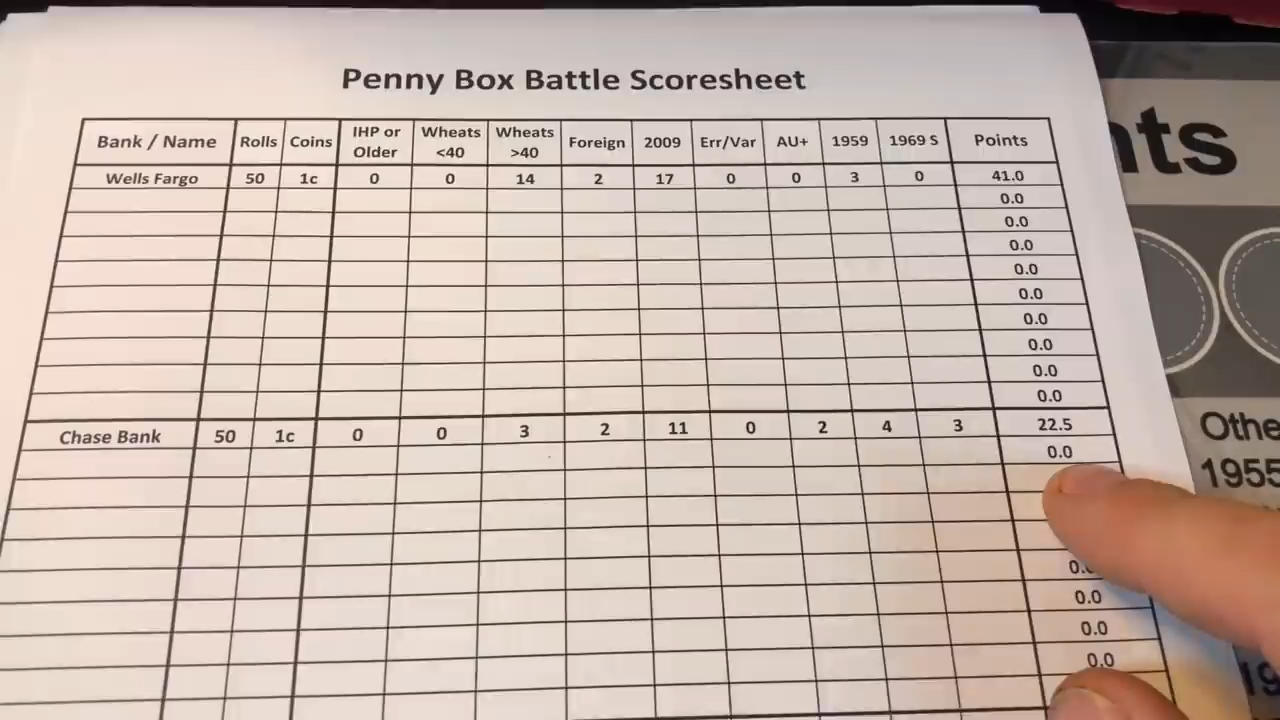 Penny Box Battle Scoresheet
Bank / Name Rolls Coins IHP or Older Wheats <40 Wheats >40 Foreign 2009 Err/Var AU+ 1959 1969 S Points
Wells Fargo 50 1c 0 0 14 2 17 0 0 3 0 41.0
0.0
0.0
0.0
0.0
0.0
0.0
0.0
0.0
0.0
Chase Bank 50 1c 0 0 3 2 11 0 2 4 3 22.5
0.0
0.0
0.0
0.0
nts
Othe
1955
19